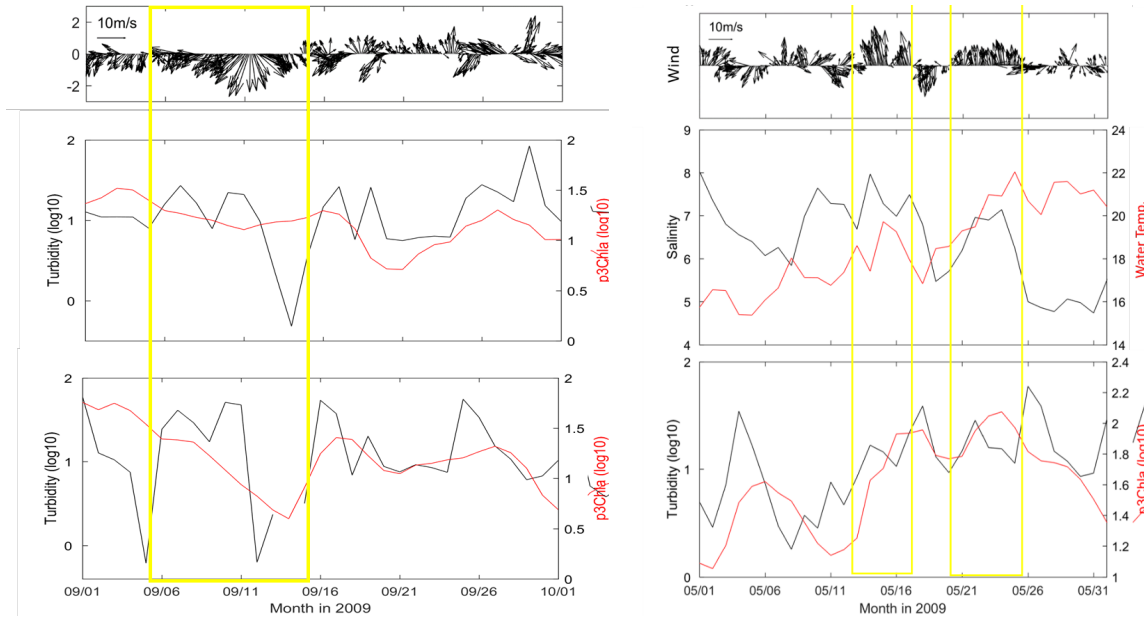 10m/s
2
0
-2
2
1
0
Turbidity (log10)
2
1.5
1
0.5
0
p3Chla (log10)
2
1
0
Turbidity (log10)
2
1.5
1
0.5
0
p3Chla (log10)
09/01 09/06 09/11 09/16 09/21 09/26 10/01
Month in 2009
10m/s
Wind
9
8
7
6
5
4
Salinity
24
22
20
18
16
14
Water Temp.
2
1
0
Turbidity (log10)
2.4
2.2
2
1.8
1.6
1.4
1.2
1
p3Chla (log10)
05/01 05/06 05/11 05/16 05/21 05/26 05/31
Month in 2009